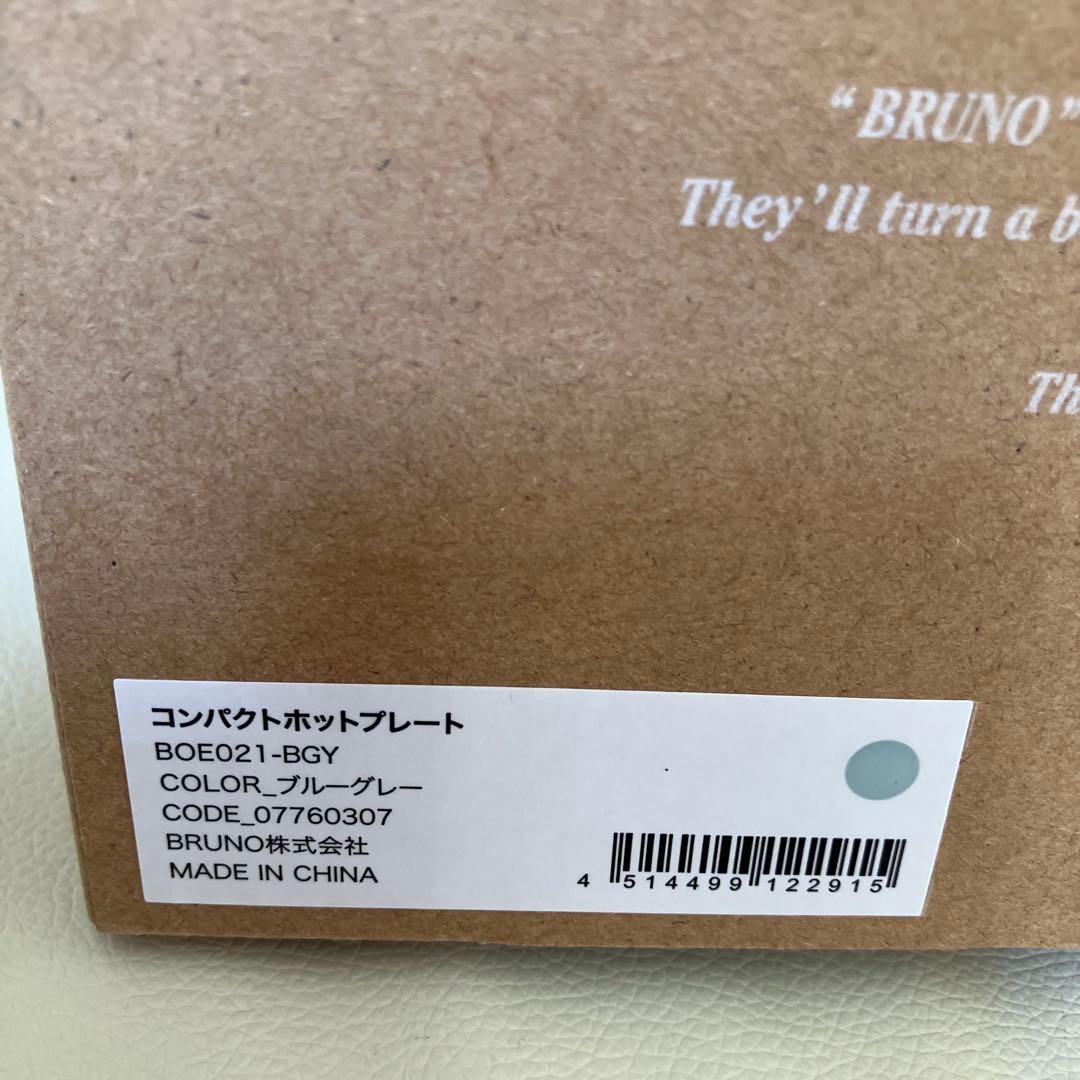 “BRUNO”
They’ll turn a
コンパクトホットプレート
BOE021-BGY
COLOR_ブルーグレー
CODE_07760307
BRUNO株式会社
MADE IN CHINA
4 514499 122915